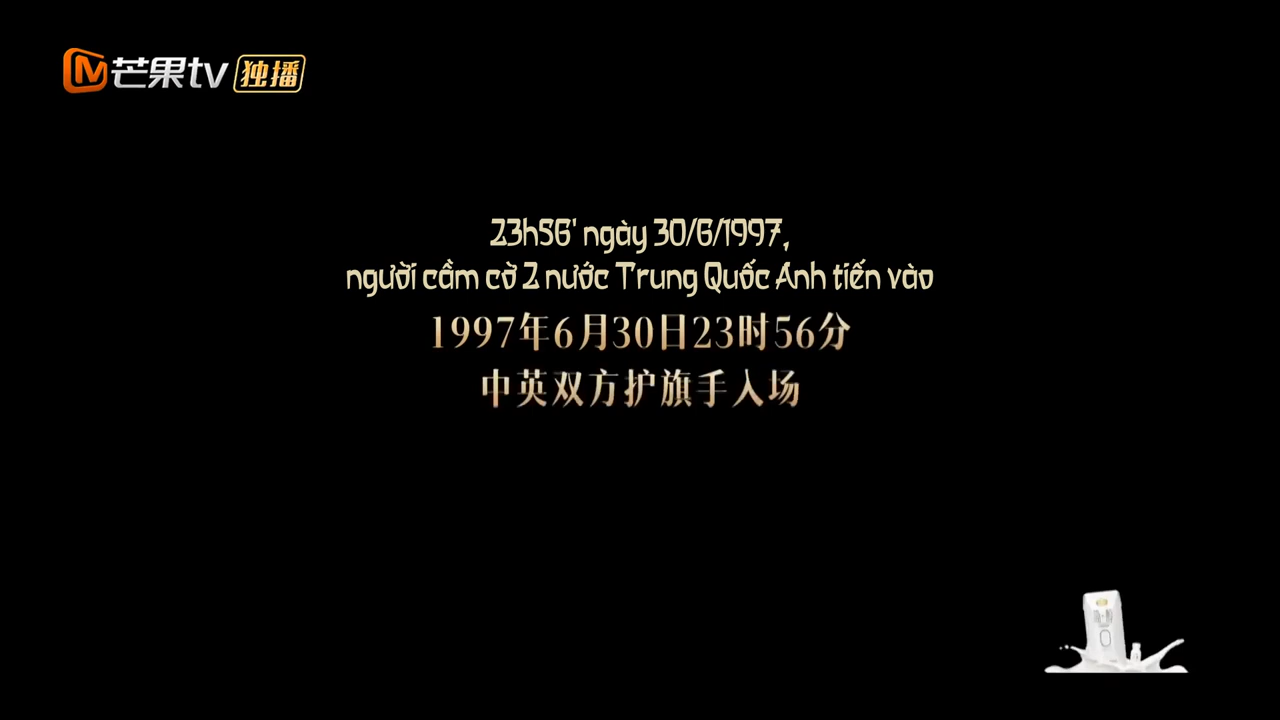 芒果tv 独播
23h56' ngày 30/6/1997,
người cầm cờ 2 nước Trung Quốc Anh tiến vào
1997年6月30日23时56分
中英双方护旗手入场